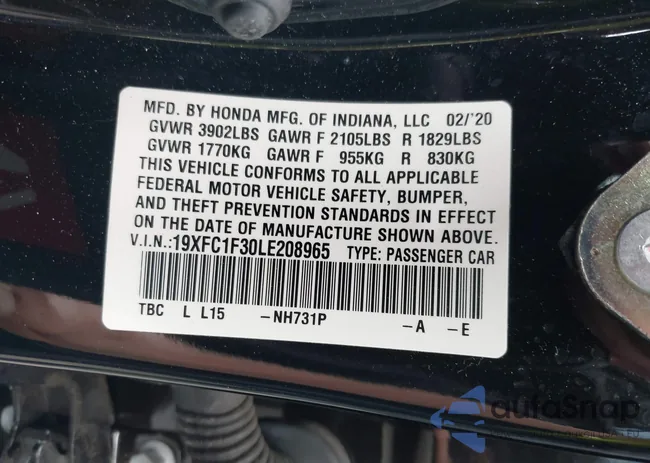 MFD. BY HONDA MFG. OF INDIANA, LLC 02/'20
GVWR 3902LBS GAWR F 2105LBS R 1829LBS
GVWR 1770KG GAWR F 955KG R 830KG
THIS VEHICLE CONFORMS TO ALL APPLICABLE
FEDERAL MOTOR VEHICLE SAFETY, BUMPER,
AND THEFT PREVENTION STANDARDS IN EFFECT
ON THE DATE OF MANUFACTURE SHOWN ABOVE.
V.I.N.:19XFC1F30LE208965 TYPE: PASSENGER CAR
TBC L L15 -NH731P -A -E
autaSnap